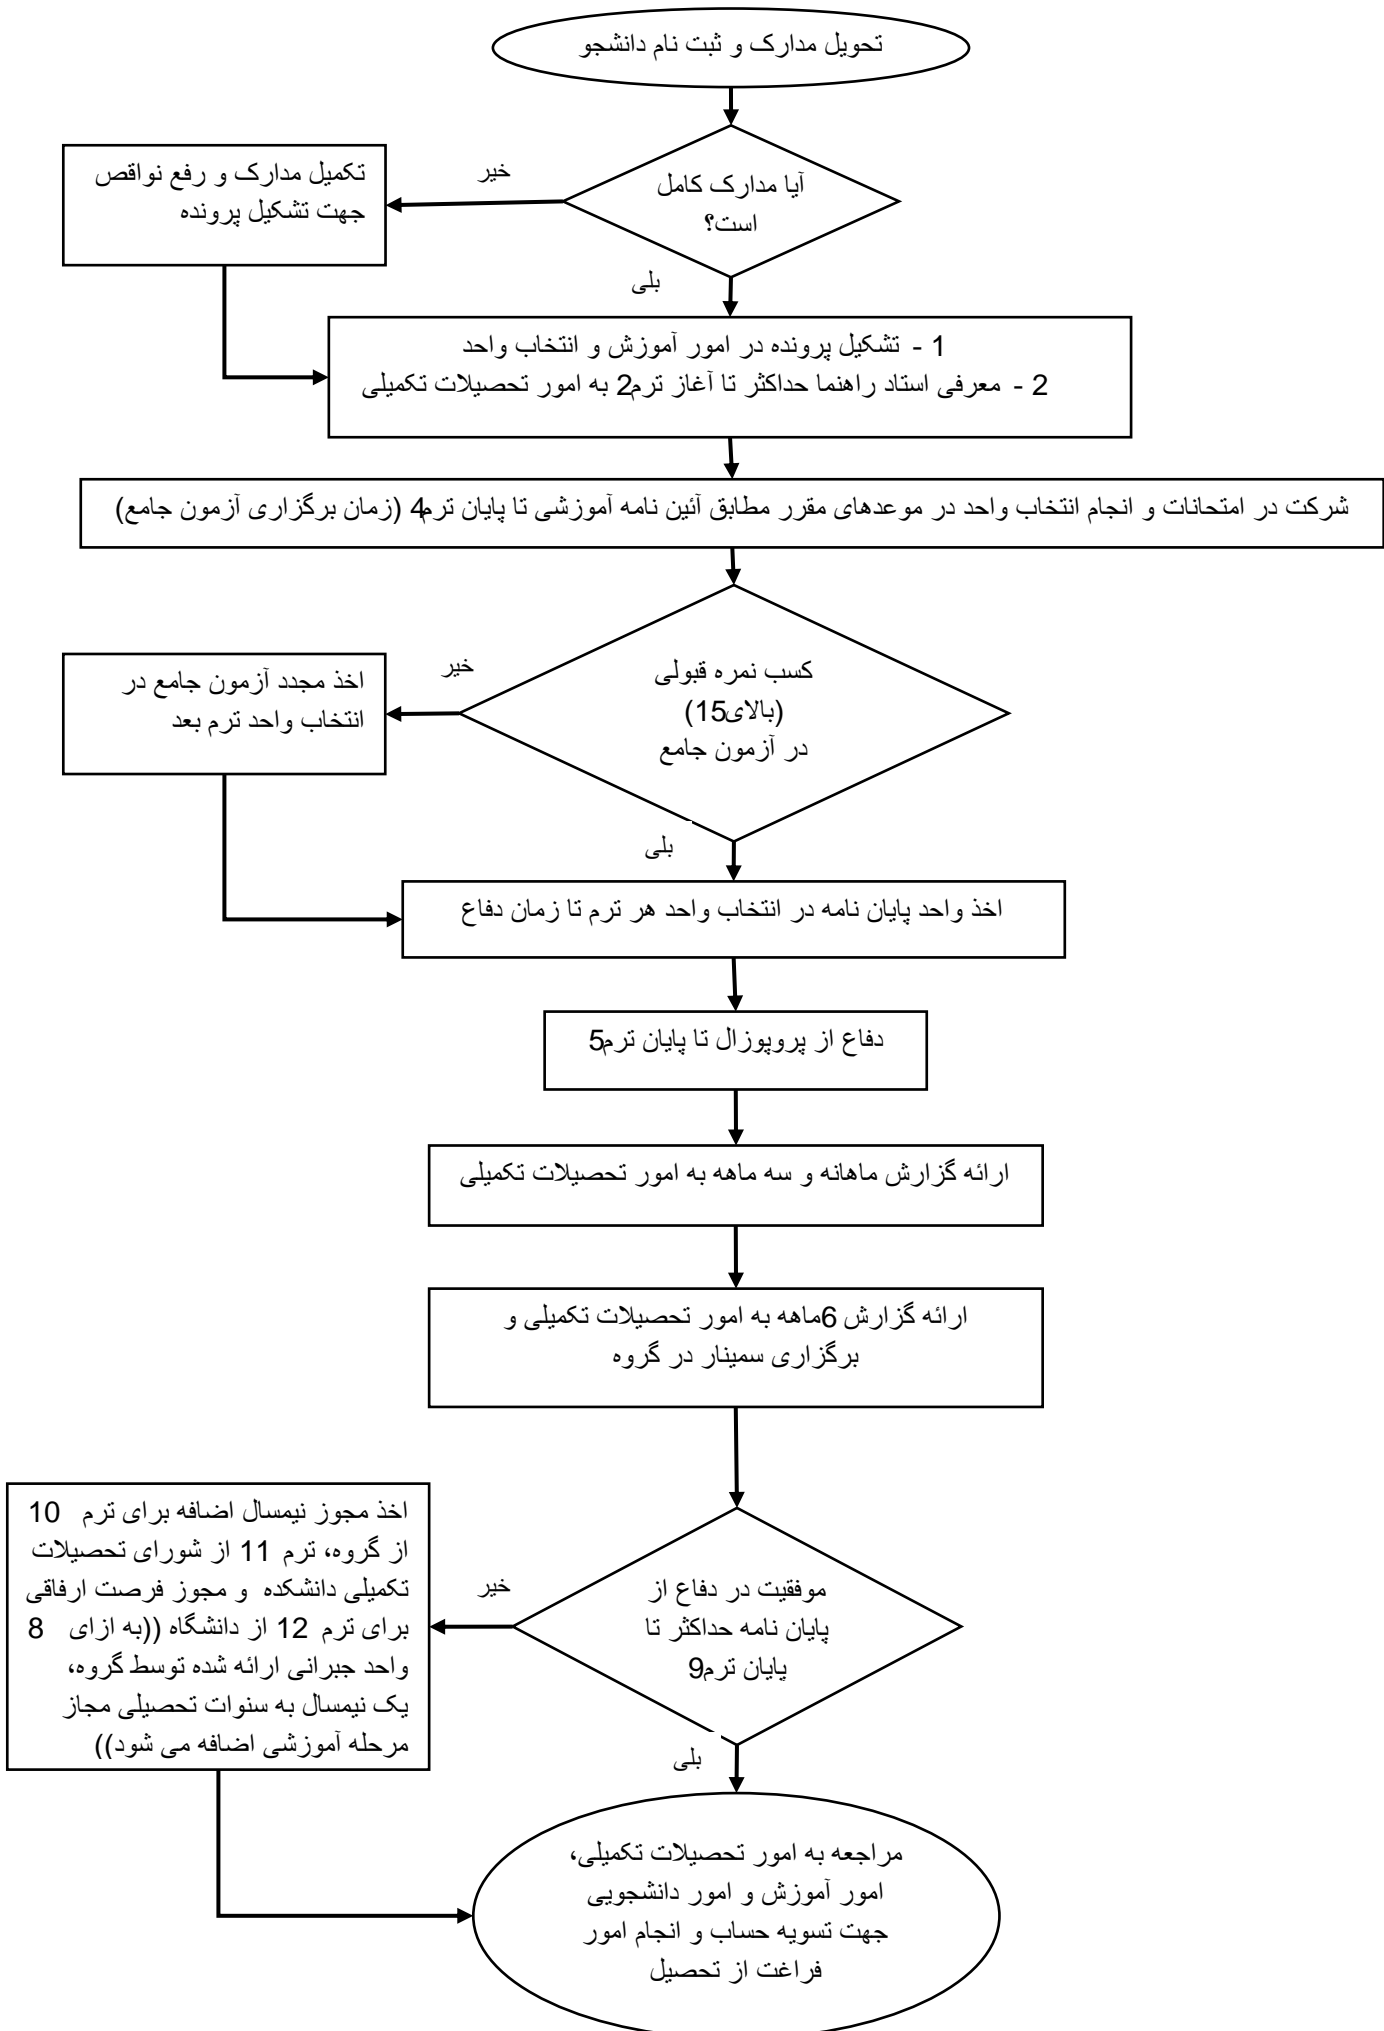 تحویل مدارک و ثبت نام دانشجو
آیا مدارک کامل
است؟
خیر
تکمیل مدارک و رفع نواقص
جهت تشکیل پرونده
بلی
1 - تشکیل پرونده در امور آموزش و انتخاب واحد
2 - معرفی استاد راهنما حداکثر تا آغاز ترم2 به امور تحصیلات تکمیلی
شرکت در امتحانات و انجام انتخاب واحد در موعدهای مقرر مطابق آئین نامه آموزشی تا پایان ترم4 (زمان برگزاری آزمون جامع)
کسب نمره قبولی
(بالای15)
در آزمون جامع
خیر
اخذ مجدد آزمون جامع در
انتخاب واحد ترم بعد
بلی
اخذ واحد پایان نامه در انتخاب واحد هر ترم تا زمان دفاع
دفاع از پروپوزال تا پایان ترم5
ارائه گزارش ماهانه و سه ماهه به امور تحصیلات تکمیلی
ارائه گزارش 6ماهه به امور تحصیلات تکمیلی و
برگزاری سمینار در گروه
موفقیت در دفاع از
پایان نامه حداکثر تا
پایان ترم9
خیر
اخذ مجوز نیمسال اضافه برای ترم 10
از گروه، ترم 11 از شورای تحصیلات
تکمیلی دانشکده و مجوز فرصت ارفاقی
برای ترم 12 از دانشگاه ((به ازای 8
واحد جبرانی ارائه شده توسط گروه،
یک نیمسال به سنوات تحصیلی مجاز
مرحله آموزشی اضافه می شود))
بلی
مراجعه به امور تحصیلات تکمیلی،
امور آموزش و امور دانشجویی
جهت تسویه حساب و انجام امور
فراغت از تحصیل